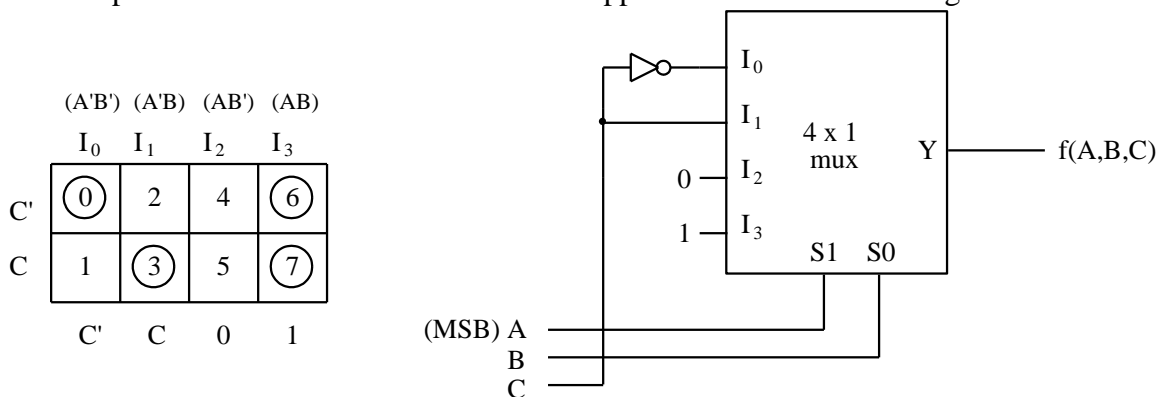 (A'B') (A'B) (AB') (AB)
I0 I1 I2 I3
C' 0 2 4 6
C 1 3 5 7
C' C 0 1
I0
I1
4 x 1
mux
Y
f(A,B,C)
0 I2
1 I3
S1 S0
(MSB) A
B
C